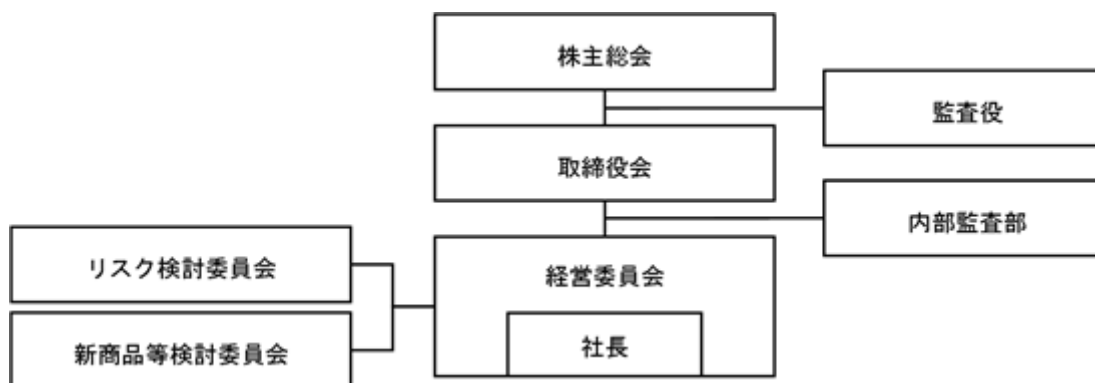 株主総会
監査役
取締役会
内部監査部
リスク検討委員会
経営委員会
新商品等検討委員会
社長